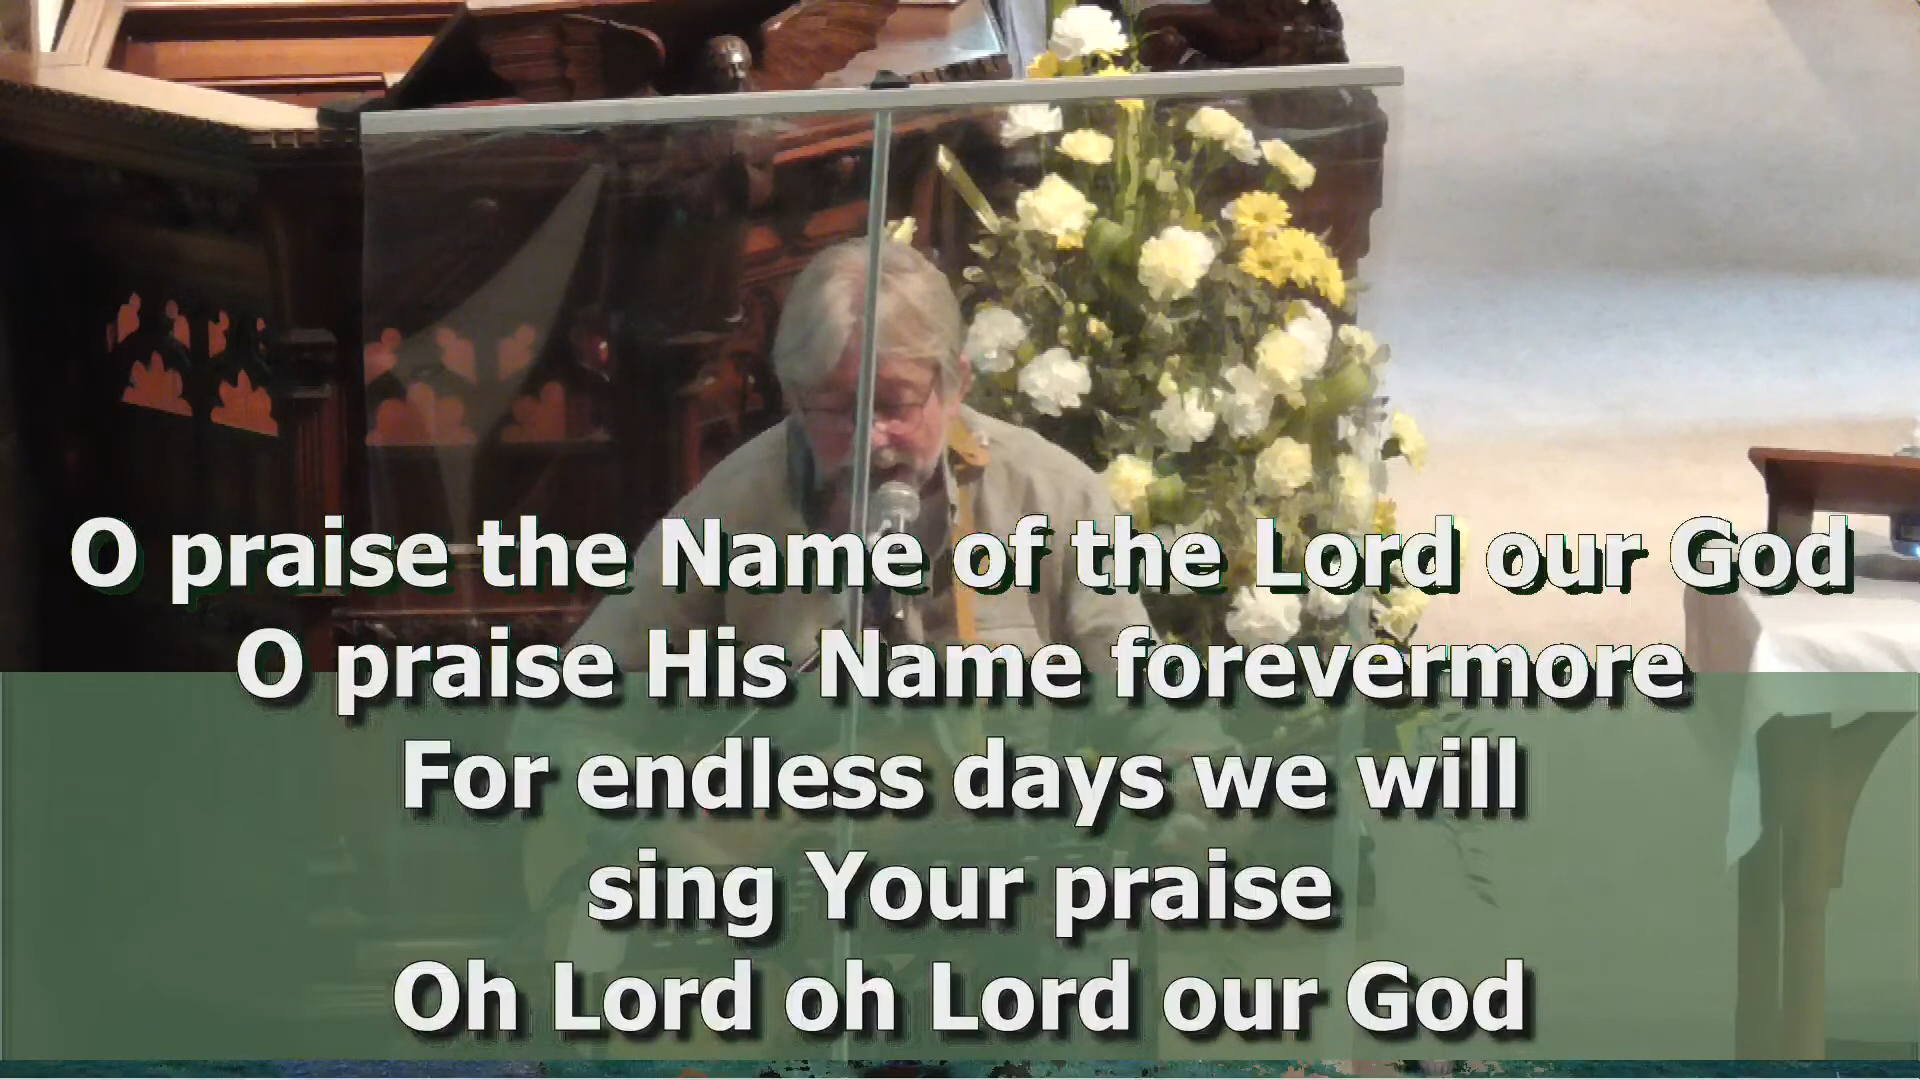 O praise the Name of the Lord our God
O praise His Name forevermore
For endless days we will
sing Your praise
Oh Lord oh Lord our God